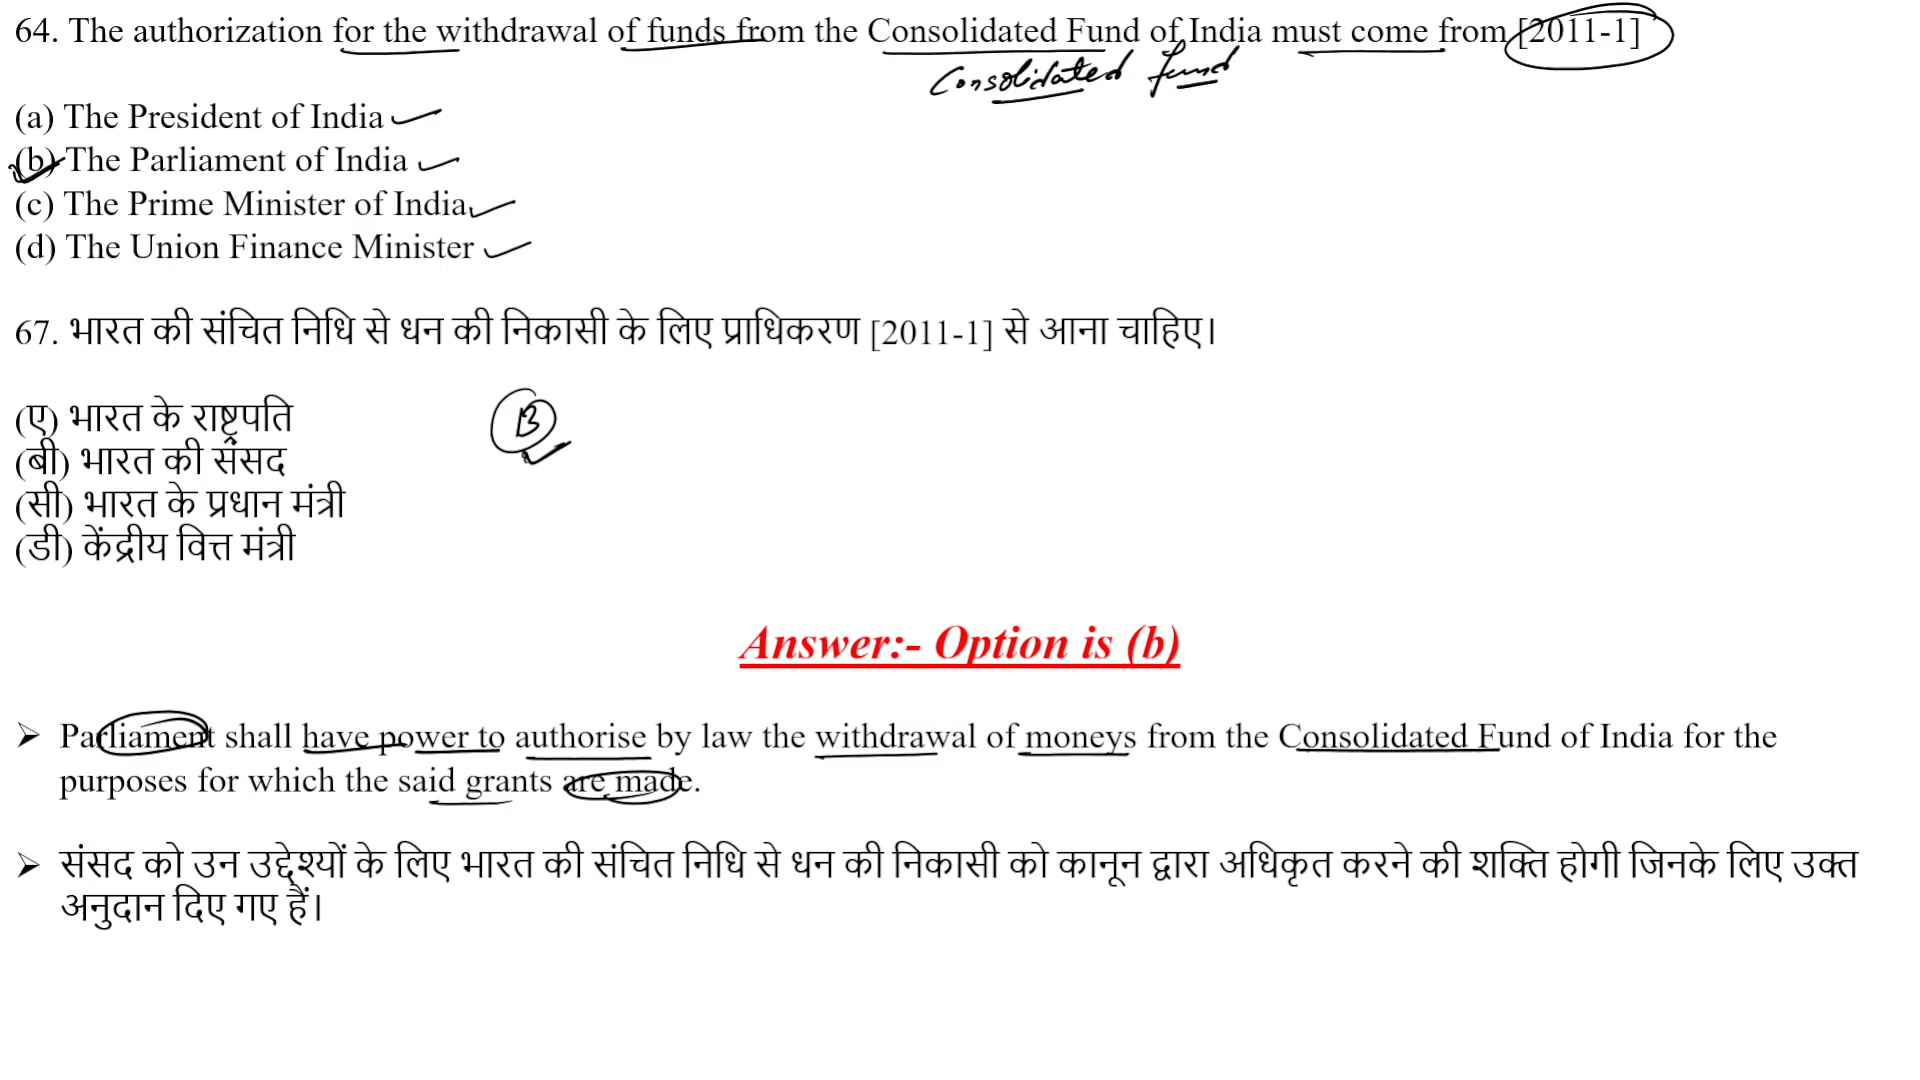 64. The authorization for the withdrawal of funds from the Consolidated Fund of India must come from [2011-1]
Consolidated fund
(a) The President of India
(b) The Parliament of India
(c) The Prime Minister of India
(d) The Union Finance Minister
67. भारत की संचित निधि से धन की निकासी के लिए प्राधिकरण [2011-1] से आना चाहिए।
(ए) भारत के राष्ट्रपति
B
(बी) भारत की संसद
(सी) भारत के प्रधान मंत्री
(डी) केंद्रीय वित्त मंत्री
Answer:- Option is (b)
➢ Parliament shall have power to authorise by law the withdrawal of moneys from the Consolidated Fund of India for the
purposes for which the said grants are made.
➢ संसद को उन उद्देश्यों के लिए भारत की संचित निधि से धन की निकासी को कानून द्वारा अधिकृत करने की शक्ति होगी जिनके लिए उक्त
अनुदान दिए गए हैं।